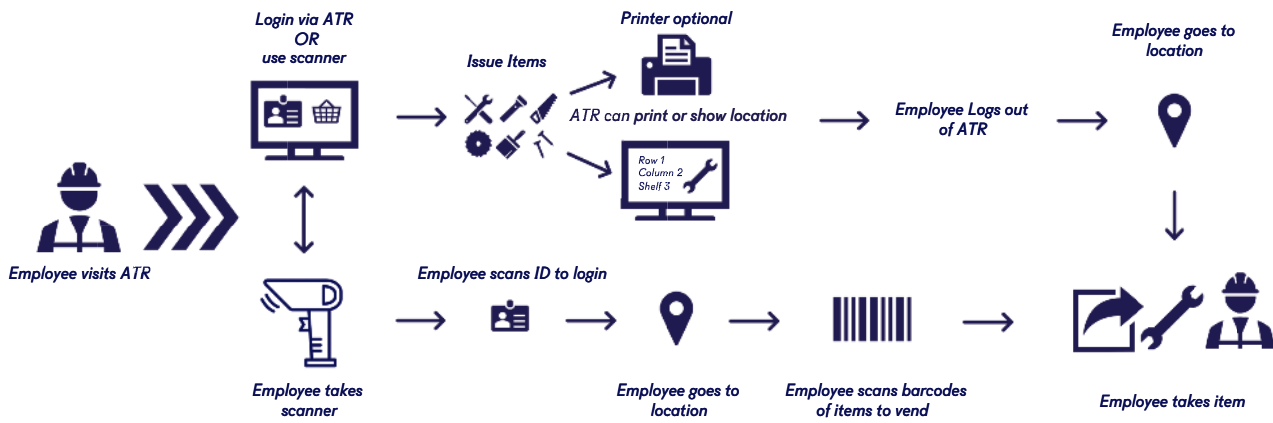 Login via ATR
OR
use scanner
Issue Items
Printer optional
ATR can print or show location
Row 1
Column 2
Shelf 3
Employee Logs out
of ATR
Employee goes to
location
Employee visits ATR
Employee takes
scanner
Employee scans ID to login
Employee goes to
location
Employee scans barcodes
of items to vend
Employee takes item